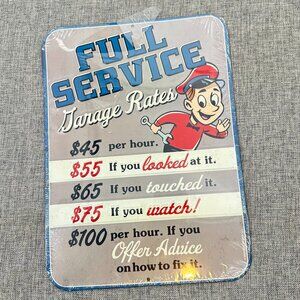 FULL
SERVICE
Garage Rates
$45 per hour.
$55 If you looked at it.
$65 If you touched it.
$75 If you watch!
$100 per hour. If you
Offer Advice
on how to fix it.